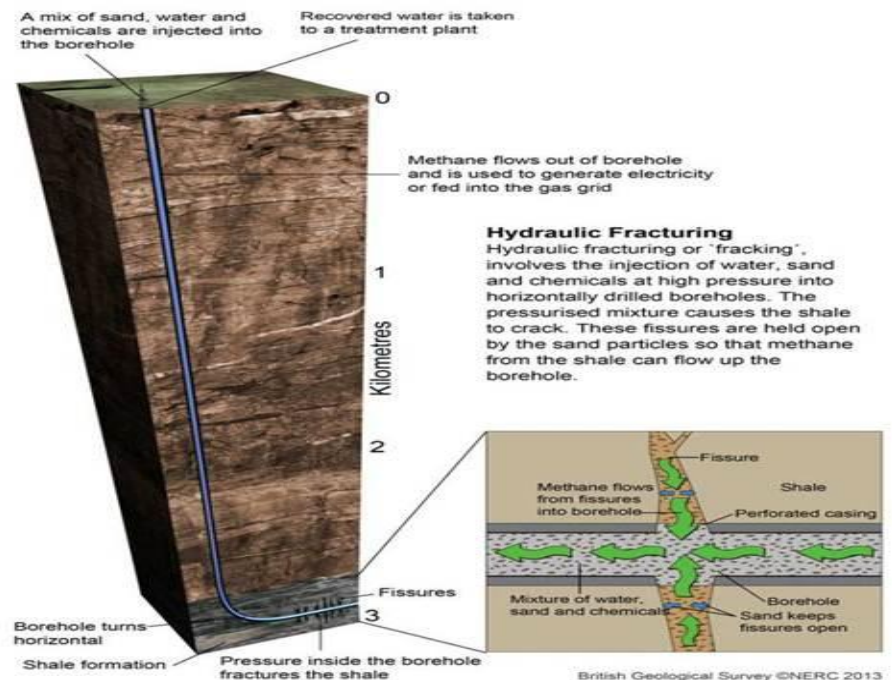 A mix of sand, water and
chemicals are injected into
the borehole
Recovered water is taken
to a treatment plant
0
Methane flows out of borehole
and is used to generate electricity
or fed into the gas grid
Hydraulic Fracturing
Hydraulic fracturing or `fracking´,
involves the injection of water, sand
and chemicals at high pressure into
horizontally drilled boreholes. The
pressurised mixture causes the shale
to crack. These fissures are held open
by the sand particles so that methane
from the shale can flow up the
borehole.
1
Kilometres
2
Fissures
3
Borehole turns
horizontal
Shale formation
Pressure inside the borehole
fractures the shale
Fissure
Methane flows
from fissures
into borehole
Shale
Perforated casing
Mixture of water,
sand and chemicals
Borehole
Sand keeps
fissures open
British Geological Survey ©NERC 2013